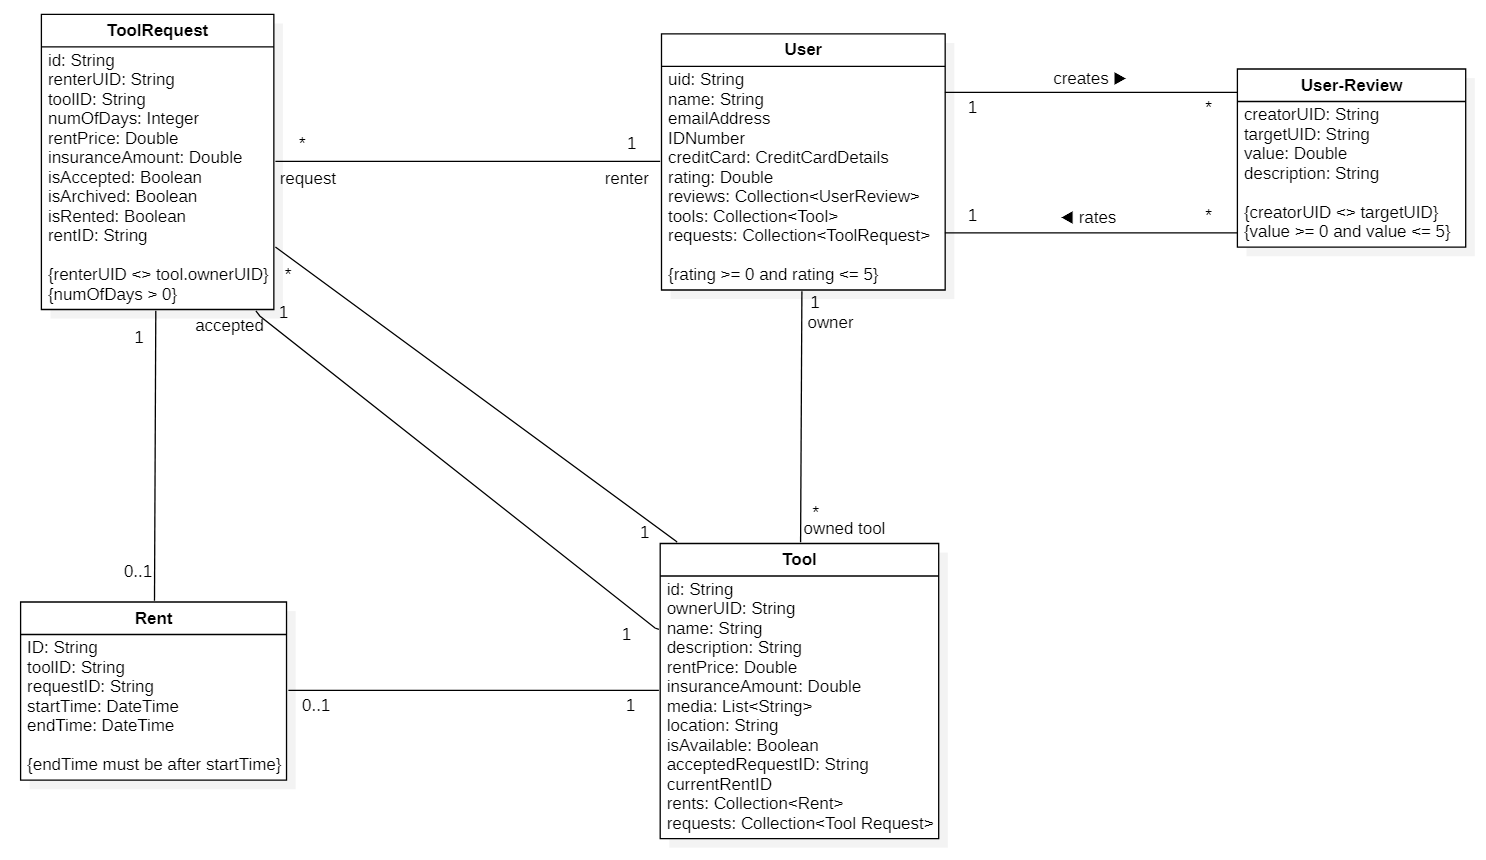 ToolRequest
id: String
renterUID: String
toolID: String
numOfDays: Integer
rentPrice: Double
insuranceAmount: Double
isAccepted: Boolean
isArchived: Boolean
isRented: Boolean
rentID: String
{renterUID <> tool.ownerUID}
{numOfDays > 0}
* 1
request renter
User
uid: String
name: String
emailAddress
IDNumber
creditCard: CreditCardDetails
rating: Double
reviews: Collection<UserReview>
tools: Collection<Tool>
requests: Collection<ToolRequest>
{rating >= 0 and rating <= 5}
creates ▶
1 *
1 ◀ rates *
User-Review
creatorUID: String
targetUID: String
value: Double
description: String
{creatorUID <> targetUID}
{value >= 0 and value <= 5}
*
1
accepted
1
owner
1
0..1
*
owned tool
1
1
Rent
ID: String
toolID: String
requestID: String
startTime: DateTime
endTime: DateTime
{endTime must be after startTime}
0..1 1
Tool
id: String
ownerUID: String
name: String
description: String
rentPrice: Double
insuranceAmount: Double
media: List<String>
location: String
isAvailable: Boolean
acceptedRequestID: String
currentRentID
rents: Collection<Rent>
requests: Collection<Tool Request>